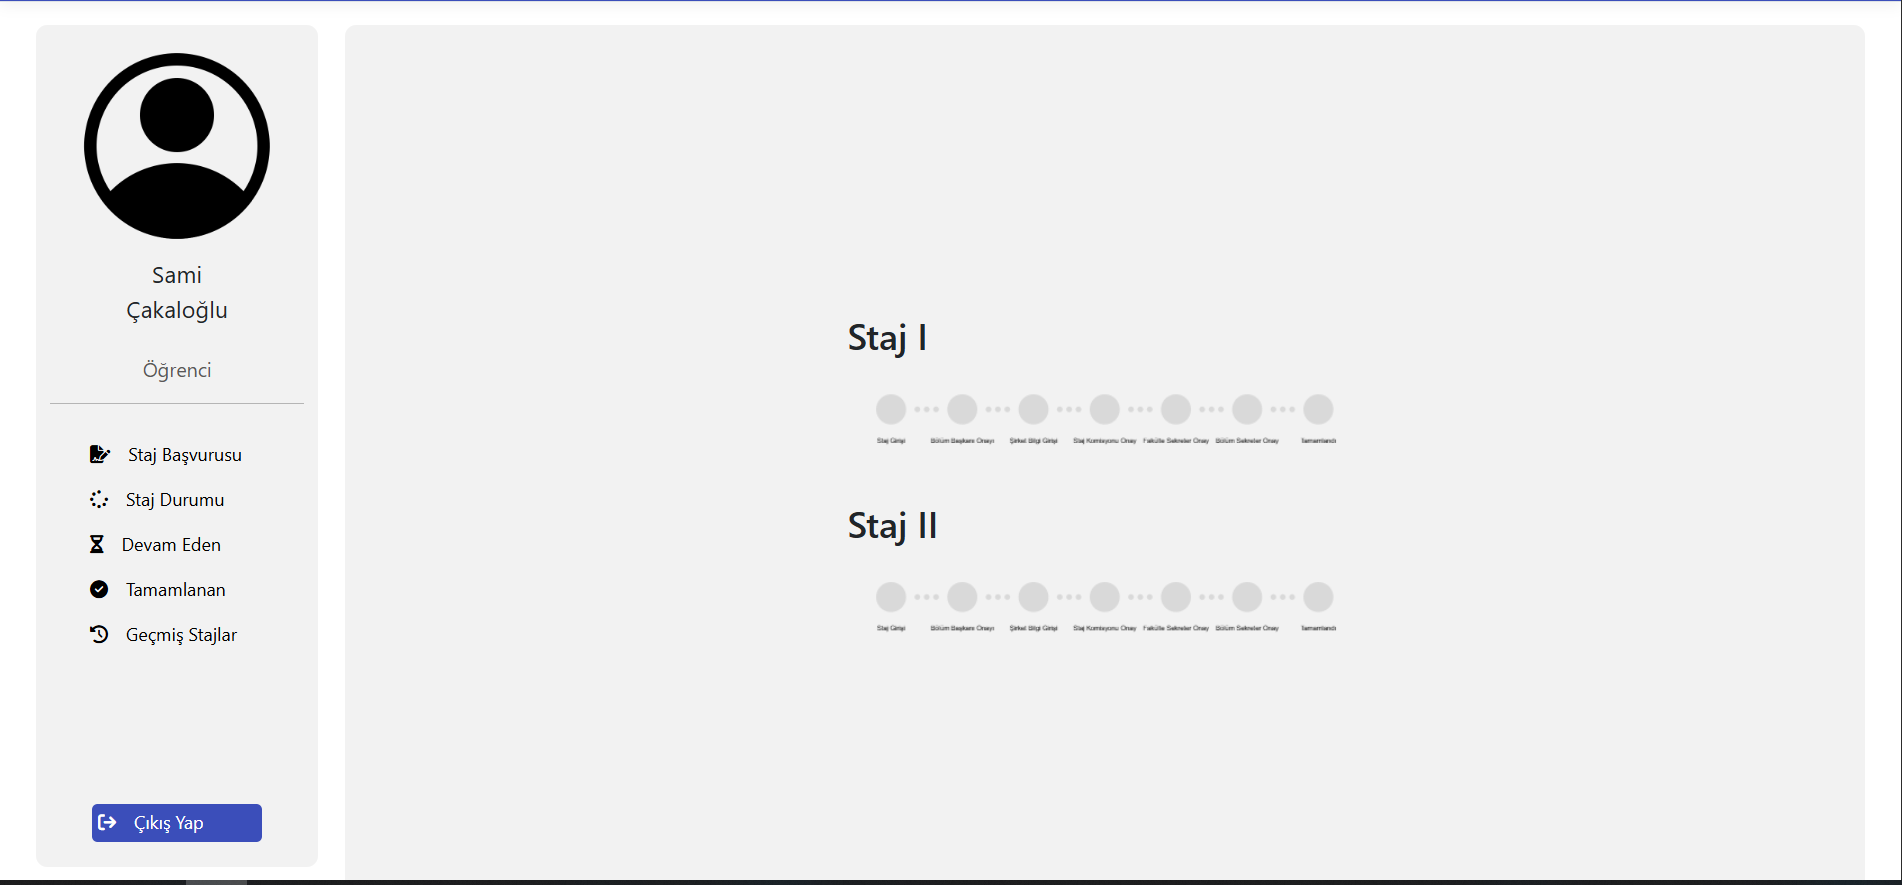 Sami
Çakaloğlu
Öğrenci
Staj Başvurusu
Staj Durumu
Devam Eden
Tamamlanan
Geçmiş Stajlar
Çıkış Yap
Staj I
Staj Girişi Bölüm Başkanı Onayı Şirket Bilgi Girişi Staj Komisyonu Onay Fakülte Sekreter Onay Bölüm Sekreter Onay Tamamlandı
Staj II
Staj Girişi Bölüm Başkanı Onayı Şirket Bilgi Girişi Staj Komisyonu Onay Fakülte Sekreter Onay Bölüm Sekreter Onay Tamamlandı